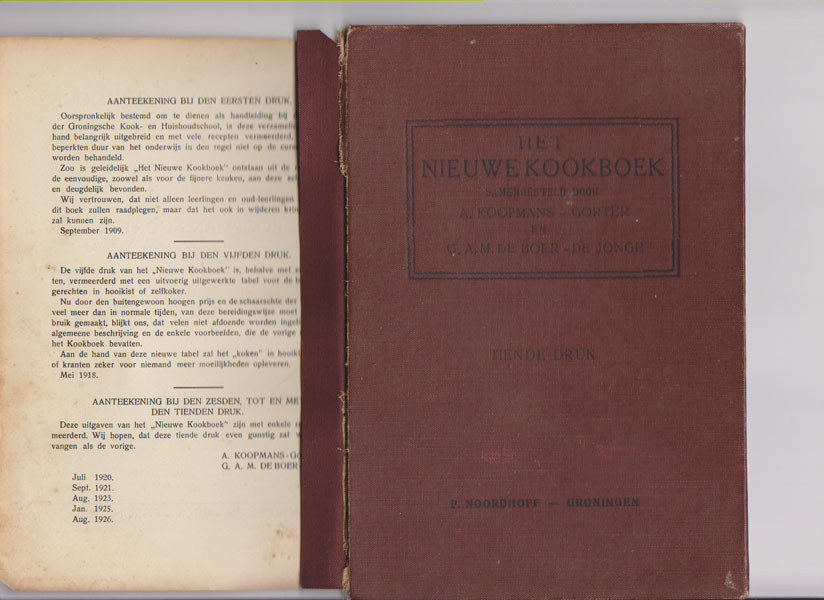 AANTEEKENING BIJ DEN EERSTEN DRUK.
Oorspronkelijk bestemd om te dienen als handleiding bij
der Groningsche Kook- en Huishoudschool, is deze
hand belangrijk uitgebreid en met vele recepten vermeerderd,
beperkten duur van het onderwijs in den regel niet op de
worden behandeld.
Zoo is geleidelijk „Het Nieuwe Kookboek" ontstaan uit de
de eenvoudige, zoowel als voor de fijnere keuken, aan deze
en deugdelijk bevonden.
Wij vertrouwen, dat niet alleen leerlingen en oud-leerlingen
dit boek zullen raadplegen, maar dat het ook in wijderen
zal kunnen zijn.
September 1909.
AANTEEKENING BIJ DEN VIJFDEN DRUK.
De vijfde druk van het „Nieuwe Kookboek" is, behalve met
ten, vermeerderd met een uitvoerig uitgewerkte tabel voor de
gerechten in hooikist of zelfkoker.
Nu door den buitengewoon hoogen prijs en de schaarschte der
veel meer dan in normale tijden, van deze bereidingswijze moet
bruik gemaakt, blijkt ons, dat velen niet afdoende worden
algemeene beschrijving en de enkele voorbeelden, die de vorige
het Kookboek bevatten.
Aan de hand van deze nieuwe tabel zal het „koken" in
of kranten zeker voor niemand meer moeilijkheden opleveren.
Mei 1918.
AANTEEKENING BIJ DEN ZESDEN, TOT EN ME
DEN TIENDEN DRUK.
Deze uitgaven van het „Nieuwe Kookboek" zijn met enkele
meerderd. Wij hopen, dat deze tiende druk even gunstig zal
vangen als de vorige.
A. KOOPMANS-
G. A. M. DE BOER
Juli 1920.
Sept. 1921.
Aug. 1923.
Jan. 1925.
Aug. 1926.
HET
NIEUWE KOOKBOEK
SAMENGESTELD DOOR
A. KOOPMANS - GORTER
EN
G. A. M. DE BOER - DE JONGE
TIENDE DRUK
P. NOORDHOFF — GRONINGEN